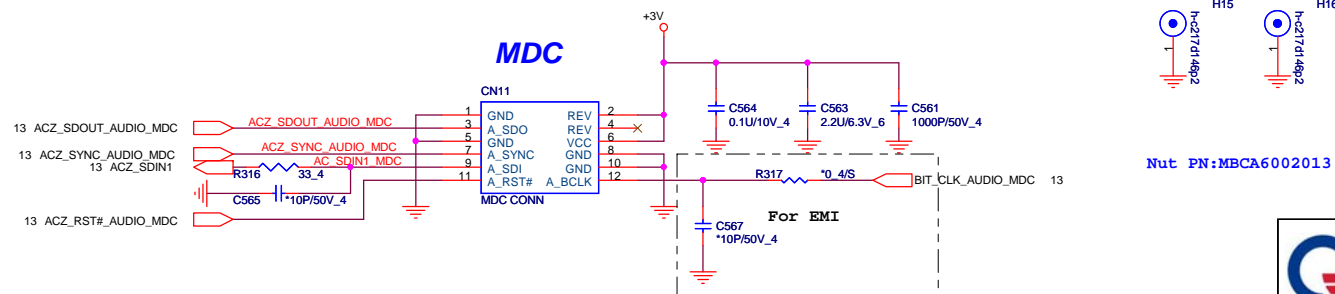 +3V
H15
H16
h-c217d146p2
1
h-c217d146p2
1
MDC
CN11
13 ACZ_SDOUT_AUDIO_MDC
ACZ_SDOUT_AUDIO_MDC
13 ACZ_SYNC_AUDIO_MDC
ACZ_SYNC_AUDIO_MDC
13 ACZ_SDIN1
AC_SDIN1_MDC
R316
33_4
C565
*10P/50V_4
13 ACZ_RST#_AUDIO_MDC
1 GND REV 2
3 A_SDO REV 4
5 GND VCC 6
7 A_SYNC GND 8
9 A_SDI GND 10
11 A_RST# A_BCLK 12
MDC CONN
C564
0.1U/10V_4
C563
2.2U/6.3V_6
C561
1000P/50V_4
R317
*0_4/S
BIT_CLK_AUDIO_MDC 13
For EMI
C567
*10P/50V_4
Nut PN:MBCA6002013